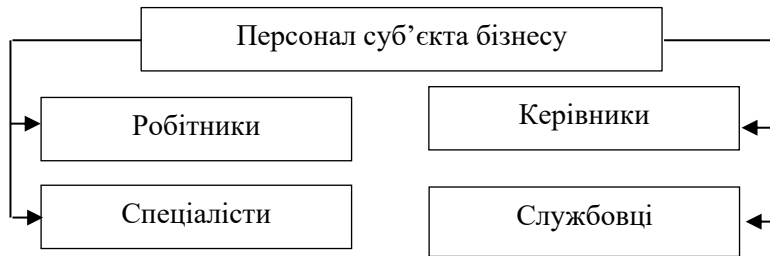 Персонал суб’єкта бізнесу
Робітники
Керівники
Спеціалісти
Службовці